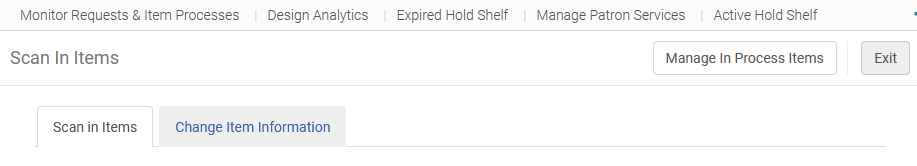 Monitor Requests & Item Processes Design Analytics Expired Hold Shelf Manage Patron Services Active Hold Shelf
Scan In Items Manage In Process Items Exit
Scan in Items Change Item Information